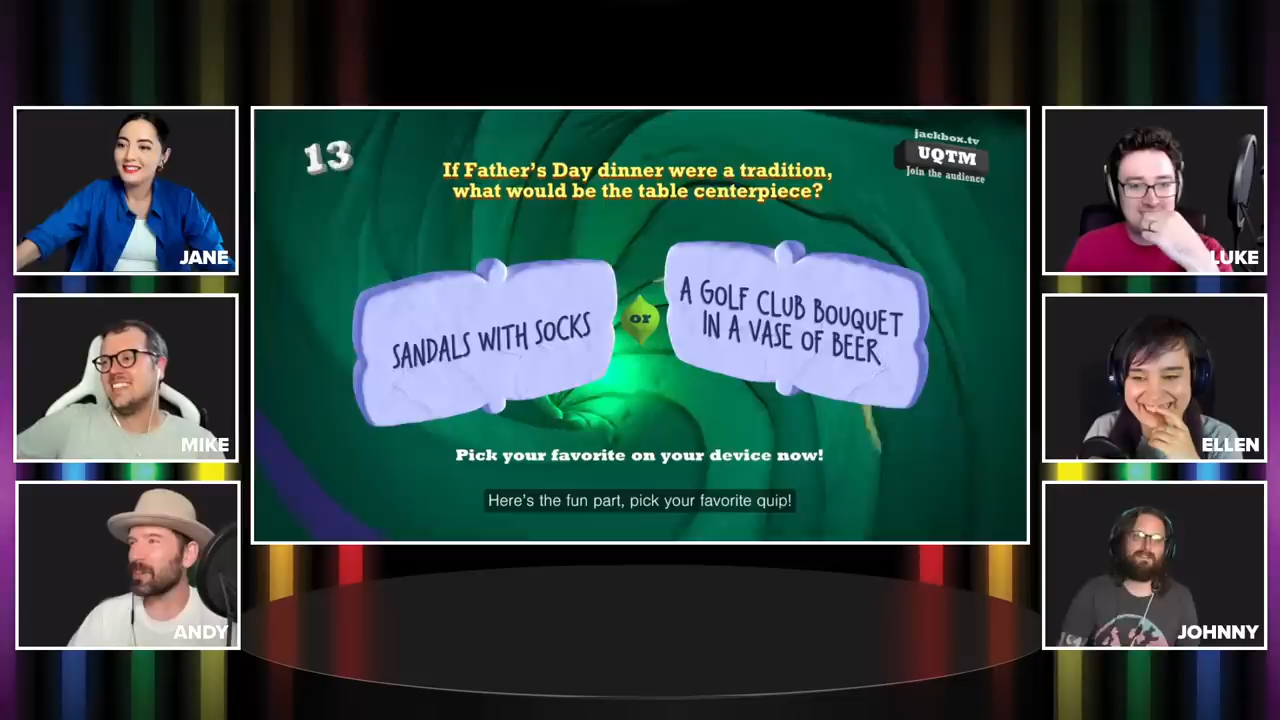 13
If Father's Day dinner were a tradition,
what would be the table centerpiece?
jackbox.tv
UQTM
Join the audience
SANDALS WITH SOCKS
or
A GOLF CLUB BOUQUET
IN A VASE OF BEER
Pick your favorite on your device now!
Here's the fun part, pick your favorite quip!
JANE
MIKE
ANDY
LUKE
ELLEN
JOHNNY